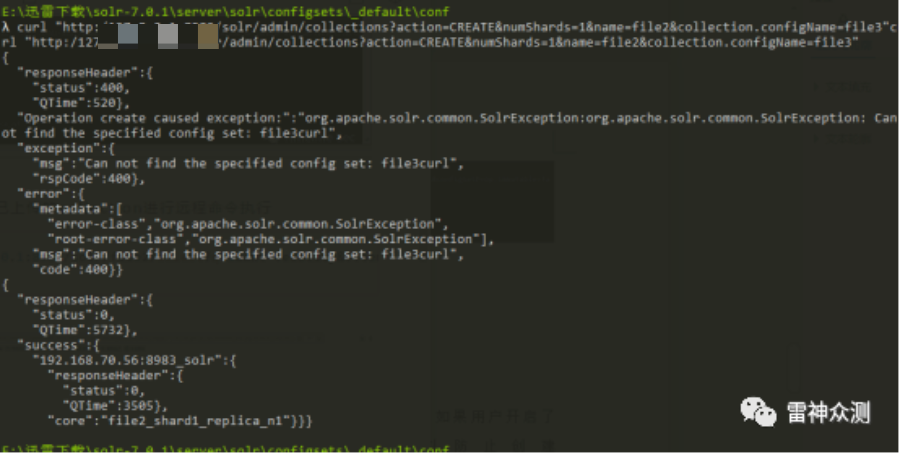 E:\迅雷下载\solr-7.0.1\server\solr\configsets\_default\conf
λ curl "http: /solr/admin/collections?action=CREATE&numShards=1&name=file2&collection.configName=file3"c
rl "http:/127 /admin/collections?action=CREATE&numShards=1&name=file2&collection.configName=file3"
{
"responseHeader":{
"status":400,
"QTime":520},
"Operation create caused exception:":"org.apache.solr.common.SolrException:org.apache.solr.common.SolrException: Can
ot find the specified config set: file3curl",
"exception":{
"msg":"Can not find the specified config set: file3curl",
"rspCode":400},
"error":{
"metadata":[
"error-class","org.apache.solr.common.SolrException",
"root-error-class","org.apache.solr.common.SolrException"],
"msg":"Can not find the specified config set: file3curl",
"code":400}}
{
"responseHeader":{
"status":0,
"QTime":5732},
"success":{
"192.168.70.56:8983_solr":{
"responseHeader":{
"status":0,
"QTime":3505},
"core":"file2_shard1_replica_n1"}}}
雷神众测
E:\迅雷下载\solr-7.0.1\server\solr\configsets\_default\conf